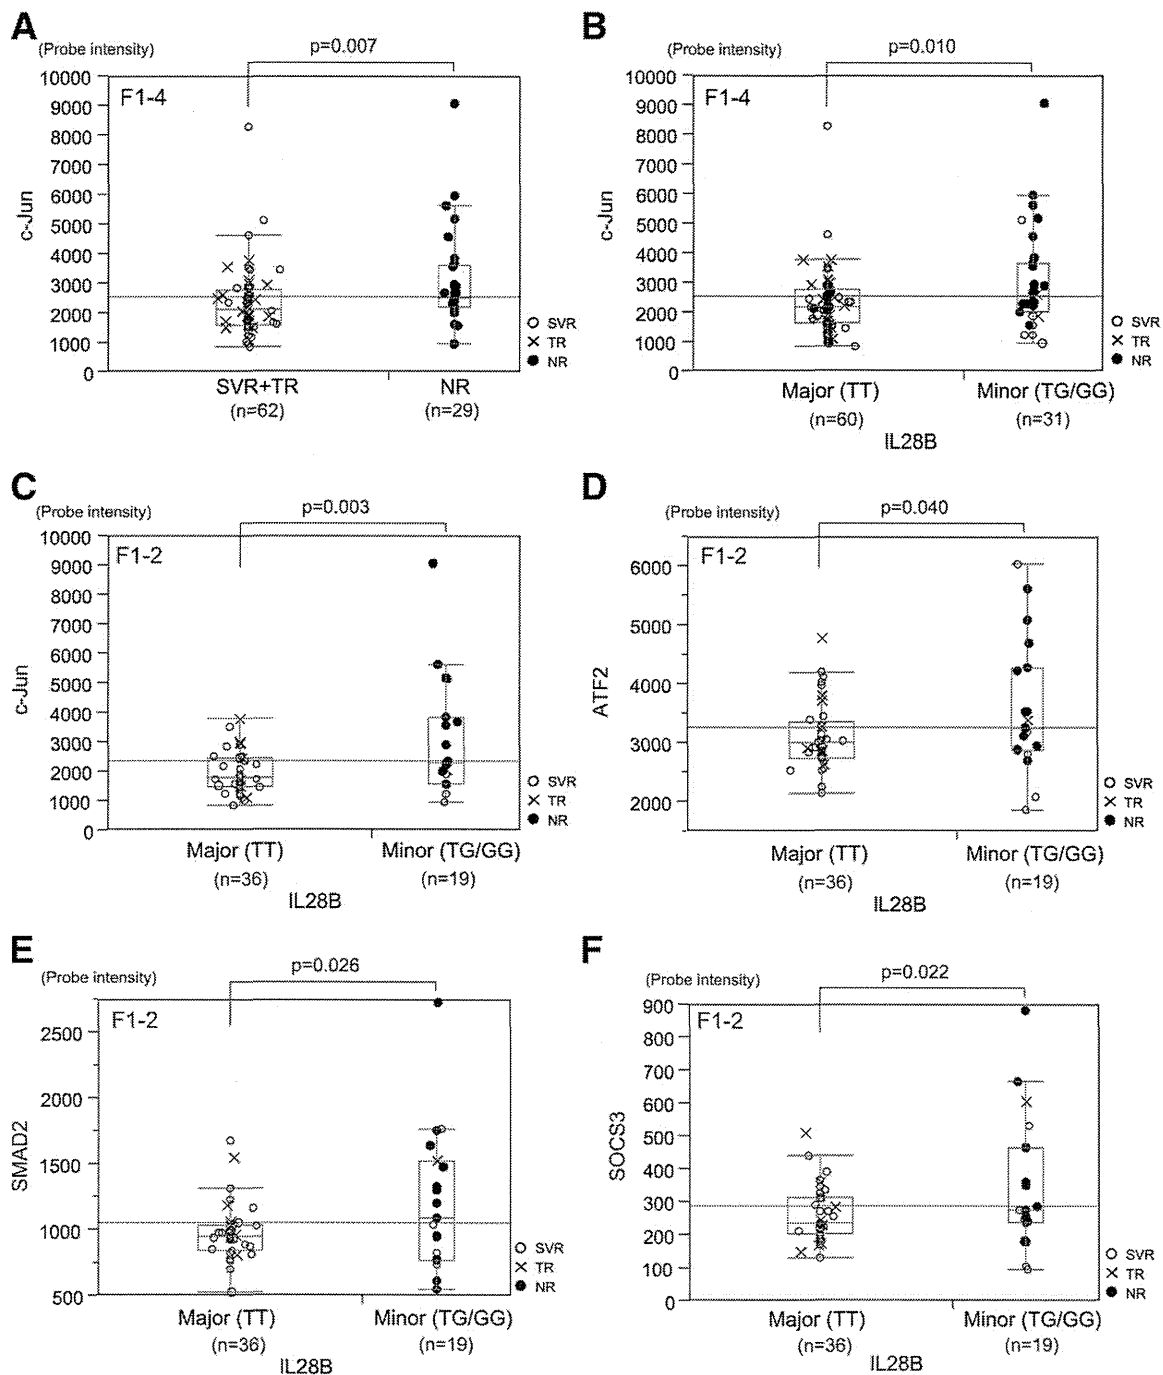 A
(Probe intensity)
p=0.007
F1-4
10000
9000
8000
7000
6000
5000
4000
3000
2000
1000
0
c-Jun
SVR+TR
NR
(n=62)
(n=29)
SVR
TR
NR
B
(Probe intensity)
p=0.010
F1-4
10000
9000
8000
7000
6000
5000
4000
3000
2000
1000
0
c-Jun
Major (TT)
Minor (TG/GG)
(n=60)
(n=31)
IL28B
SVR
TR
NR
C
(Probe intensity)
p=0.003
F1-2
10000
9000
8000
7000
6000
5000
4000
3000
2000
1000
0
c-Jun
Major (TT)
Minor (TG/GG)
(n=36)
(n=19)
IL28B
SVR
TR
NR
D
(Probe intensity)
p=0.040
F1-2
6000
5000
4000
3000
2000
ATF2
Major (TT)
Minor (TG/GG)
(n=36)
(n=19)
IL28B
SVR
TR
NR
E
(Probe intensity)
p=0.026
F1-2
2500
2000
1500
1000
500
SMAD2
Major (TT)
Minor (TG/GG)
(n=36)
(n=19)
IL28B
SVR
TR
NR
F
(Probe intensity)
p=0.022
F1-2
900
800
700
600
500
400
300
200
100
0
SOCS3
Major (TT)
Minor (TG/GG)
(n=36)
(n=19)
IL28B
SVR
TR
NR